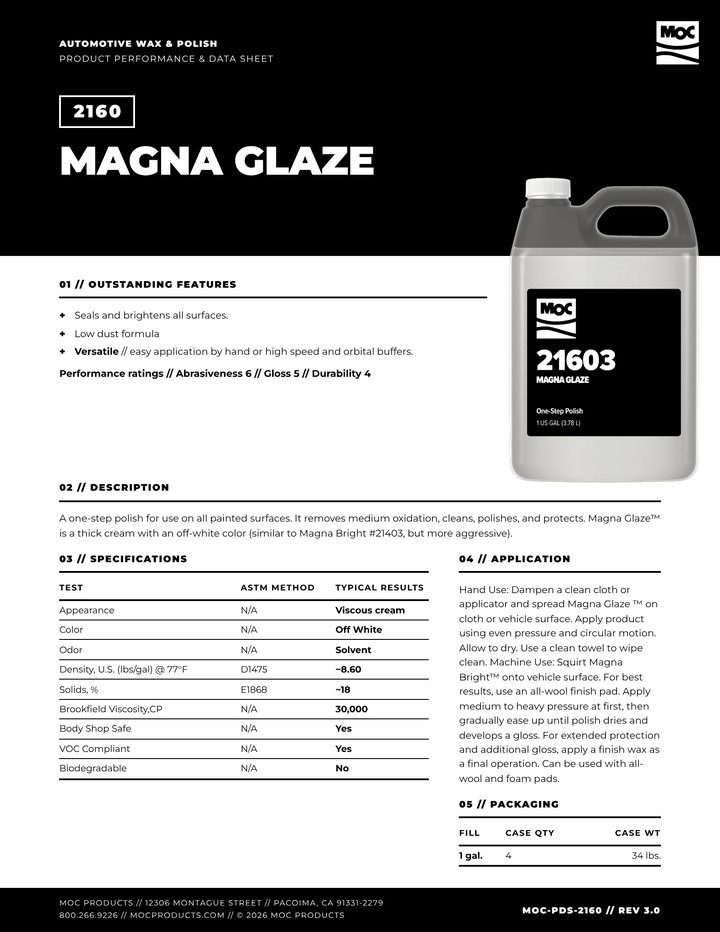 AUTOMOTIVE WAX & POLISH
PRODUCT PERFORMANCE & DATA SHEET
MOC
2160
MAGNA GLAZE
01 // OUTSTANDING FEATURES
+ Seals and brightens all surfaces.
+ Low dust formula
+ Versatile // easy application by hand or high speed and orbital buffers.
Performance ratings // Abrasiveness 6 // Gloss 5 // Durability 4
MOC
21603
MAGNA GLAZE
One-Step Polish
1 US GAL (3.78 L)
02 // DESCRIPTION
A one-step polish for use on all painted surfaces. It removes medium oxidation, cleans, polishes, and protects. Magna Glaze™
is a thick cream with an off-white color (similar to Magna Bright #21403, but more aggressive).
03 // SPECIFICATIONS
TEST ASTM METHOD TYPICAL RESULTS
Appearance N/A Viscous cream
Color N/A Off White
Odor N/A Solvent
Density, U.S. (lbs/gal) @ 77°F D1475 ~8.60
Solids, % E1868 ~18
Brookfield Viscosity,CP N/A 30,000
Body Shop Safe N/A Yes
VOC Compliant N/A Yes
Biodegradable N/A No
04 // APPLICATION
Hand Use: Dampen a clean cloth or
applicator and spread Magna Glaze ™ on
cloth or vehicle surface. Apply product
using even pressure and circular motion.
Allow to dry. Use a clean towel to wipe
clean. Machine Use: Squirt Magna
Bright™ onto vehicle surface. For best
results, use an all-wool finish pad. Apply
medium to heavy pressure at first, then
gradually ease up until polish dries and
develops a gloss. For extended protection
and additional gloss, apply a finish wax as
a final operation. Can be used with all-
wool and foam pads.
05 // PACKAGING
FILL CASE QTY CASE WT
1 gal. 4 34 lbs.
MOC PRODUCTS // 12306 MONTAGUE STREET // PACOIMA, CA 91331-2279
800.266.9226 // MOCPRODUCTS.COM // © 2026 MOC PRODUCTS
MOC-PDS-2160 // REV 3.0